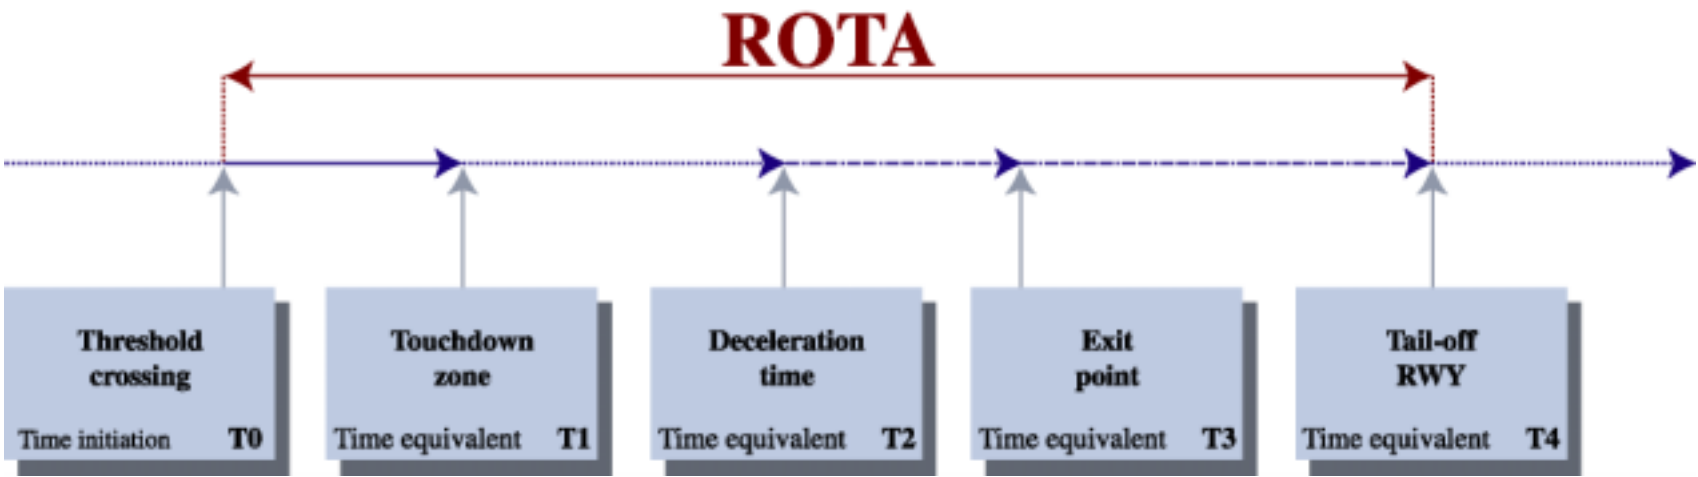 ROTA
Threshold
crossing
Time initiation T0
Touchdown
zone
Time equivalent T1
Deceleration
time
Time equivalent T2
Exit
point
Time equivalent T3
Tail-off
RWY
Time equivalent T4